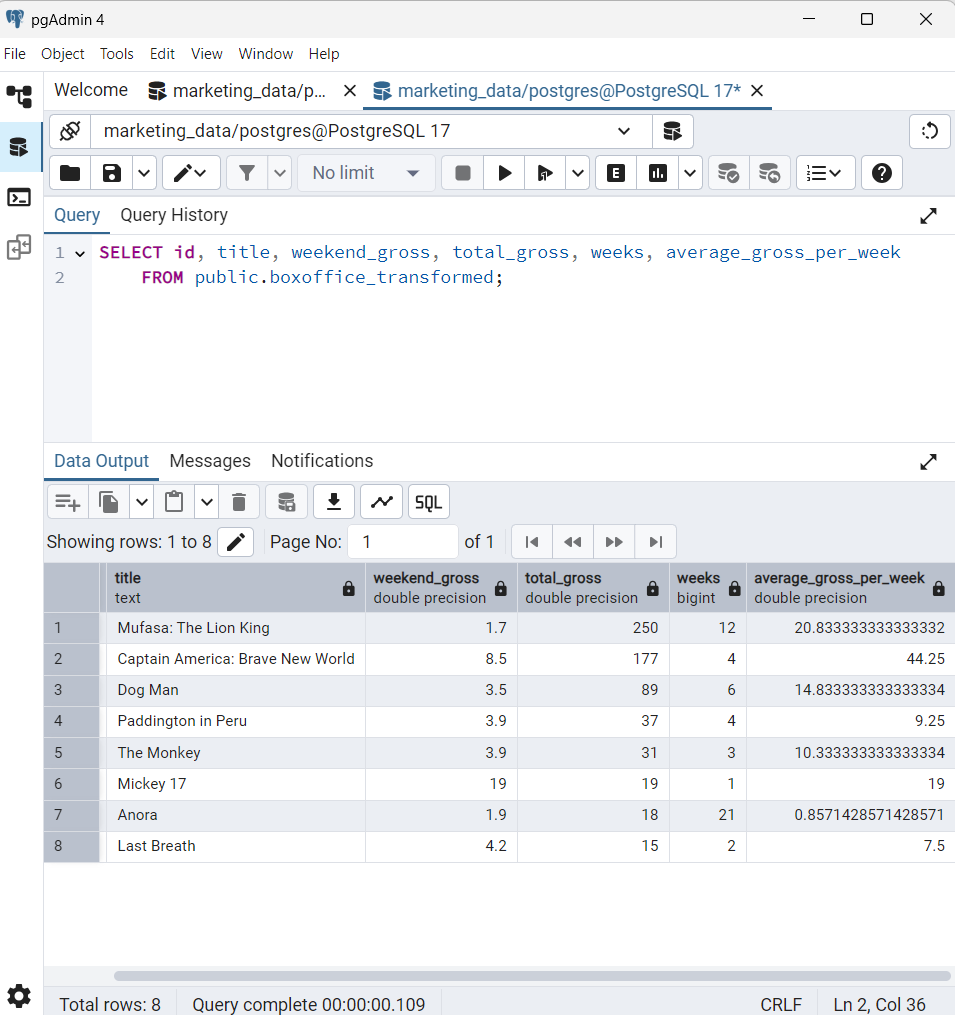 pgAdmin 4
File Object Tools Edit View Window Help
Welcome marketing_data/p... marketing_data/postgres@PostgreSQL 17*
marketing_data/postgres@PostgreSQL 17
No limit E
Query Query History
1 SELECT id, title, weekend_gross, total_gross, weeks, average_gross_per_week
2 FROM public.boxoffice_transformed;
Data Output Messages Notifications
SQL
Showing rows: 1 to 8 Page No: 1 of 1
title weekend_gross total_gross weeks average_gross_per_week
text double precision double precision bigint double precision
1 Mufasa: The Lion King 1.7 250 12 20.833333333333332
2 Captain America: Brave New World 8.5 177 4 44.25
3 Dog Man 3.5 89 6 14.833333333333334
4 Paddington in Peru 3.9 37 4 9.25
5 The Monkey 3.9 31 3 10.333333333333334
6 Mickey 17 19 19 1 19
7 Anora 1.9 18 21 0.8571428571428571
8 Last Breath 4.2 15 2 7.5
Total rows: 8 Query complete 00:00:00.109 CRLF Ln 2, Col 36